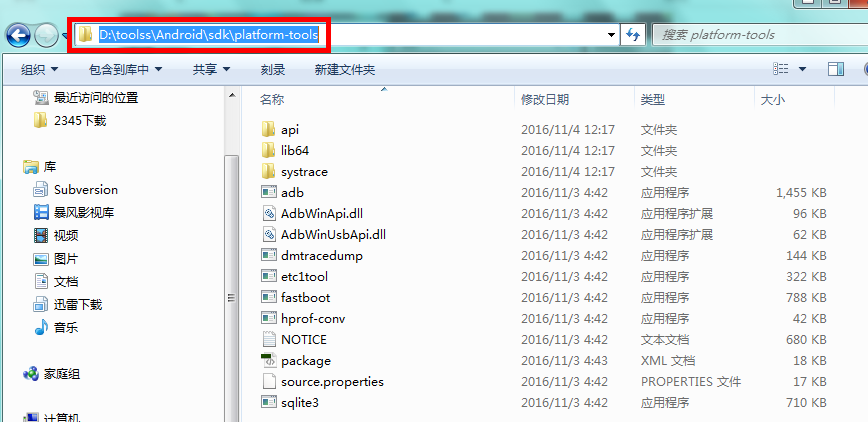 D:\toolss\Android\sdk\platform-tools
搜索 platform-tools
组织 包含到库中 共享 刻录 新建文件夹
最近访问的位置
2345下载
库
Subversion
暴风影视库
视频
图片
文档
迅雷下载
音乐
家庭组
计算机
名称 修改日期 类型 大小
api 2016/11/4 12:17 文件夹
lib64 2016/11/4 12:17 文件夹
systrace 2016/11/4 12:17 文件夹
adb 2016/11/3 4:42 应用程序 1,455 KB
AdbWinApi.dll 2016/11/3 4:42 应用程序扩展 96 KB
AdbWinUsbApi.dll 2016/11/3 4:42 应用程序扩展 62 KB
dmtracedump 2016/11/3 4:42 应用程序 144 KB
etc1tool 2016/11/3 4:42 应用程序 322 KB
fastboot 2016/11/3 4:42 应用程序 788 KB
hprof-conv 2016/11/3 4:42 应用程序 42 KB
NOTICE 2016/11/3 4:42 文本文档 680 KB
package 2016/11/3 4:43 XML 文档 18 KB
source.properties 2016/11/3 4:42 PROPERTIES 文件 17 KB
sqlite3 2016/11/3 4:42 应用程序 710 KB